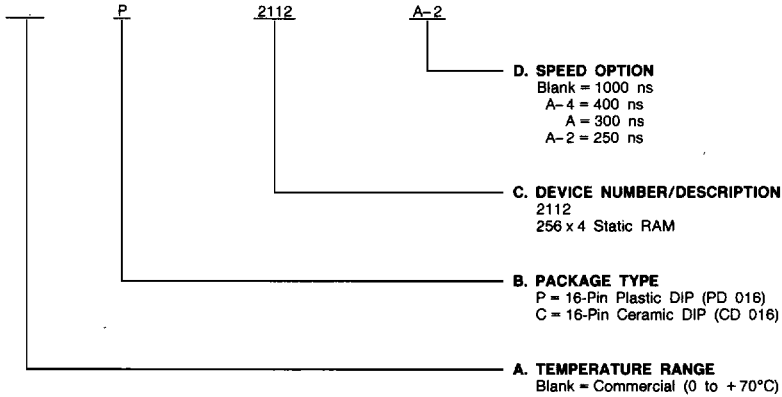 P 2112 A-2
D. SPEED OPTION
Blank = 1000 ns
A-4 = 400 ns
A = 300 ns
A-2 = 250 ns
C. DEVICE NUMBER/DESCRIPTION
2112
256 x 4 Static RAM
B. PACKAGE TYPE
P = 16-Pin Plastic DIP (PD 016)
C = 16-Pin Ceramic DIP (CD 016)
A. TEMPERATURE RANGE
Blank = Commercial (0 to +70°C)